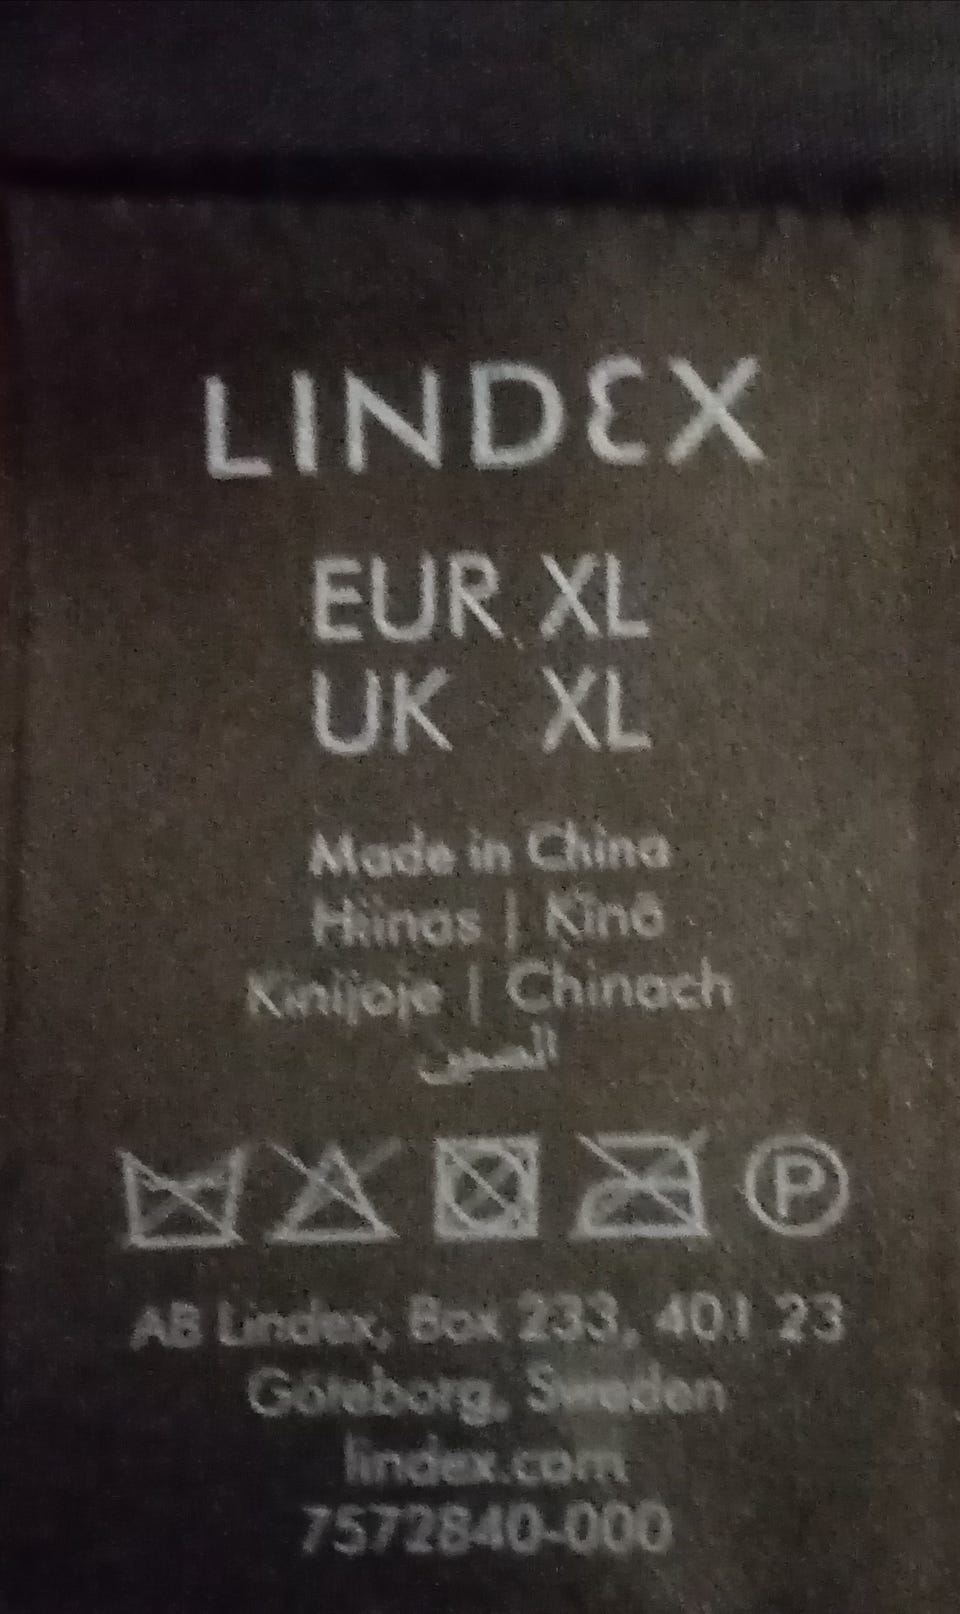 LINDEX
EUR XL
UK XL
Made in China
Hiinas | Ķīnā
Kinijoje | Chinach
الصين
P
AB Lindex, Box 233, 401 23
Göteborg, Sweden
lindex.com
7572840-000